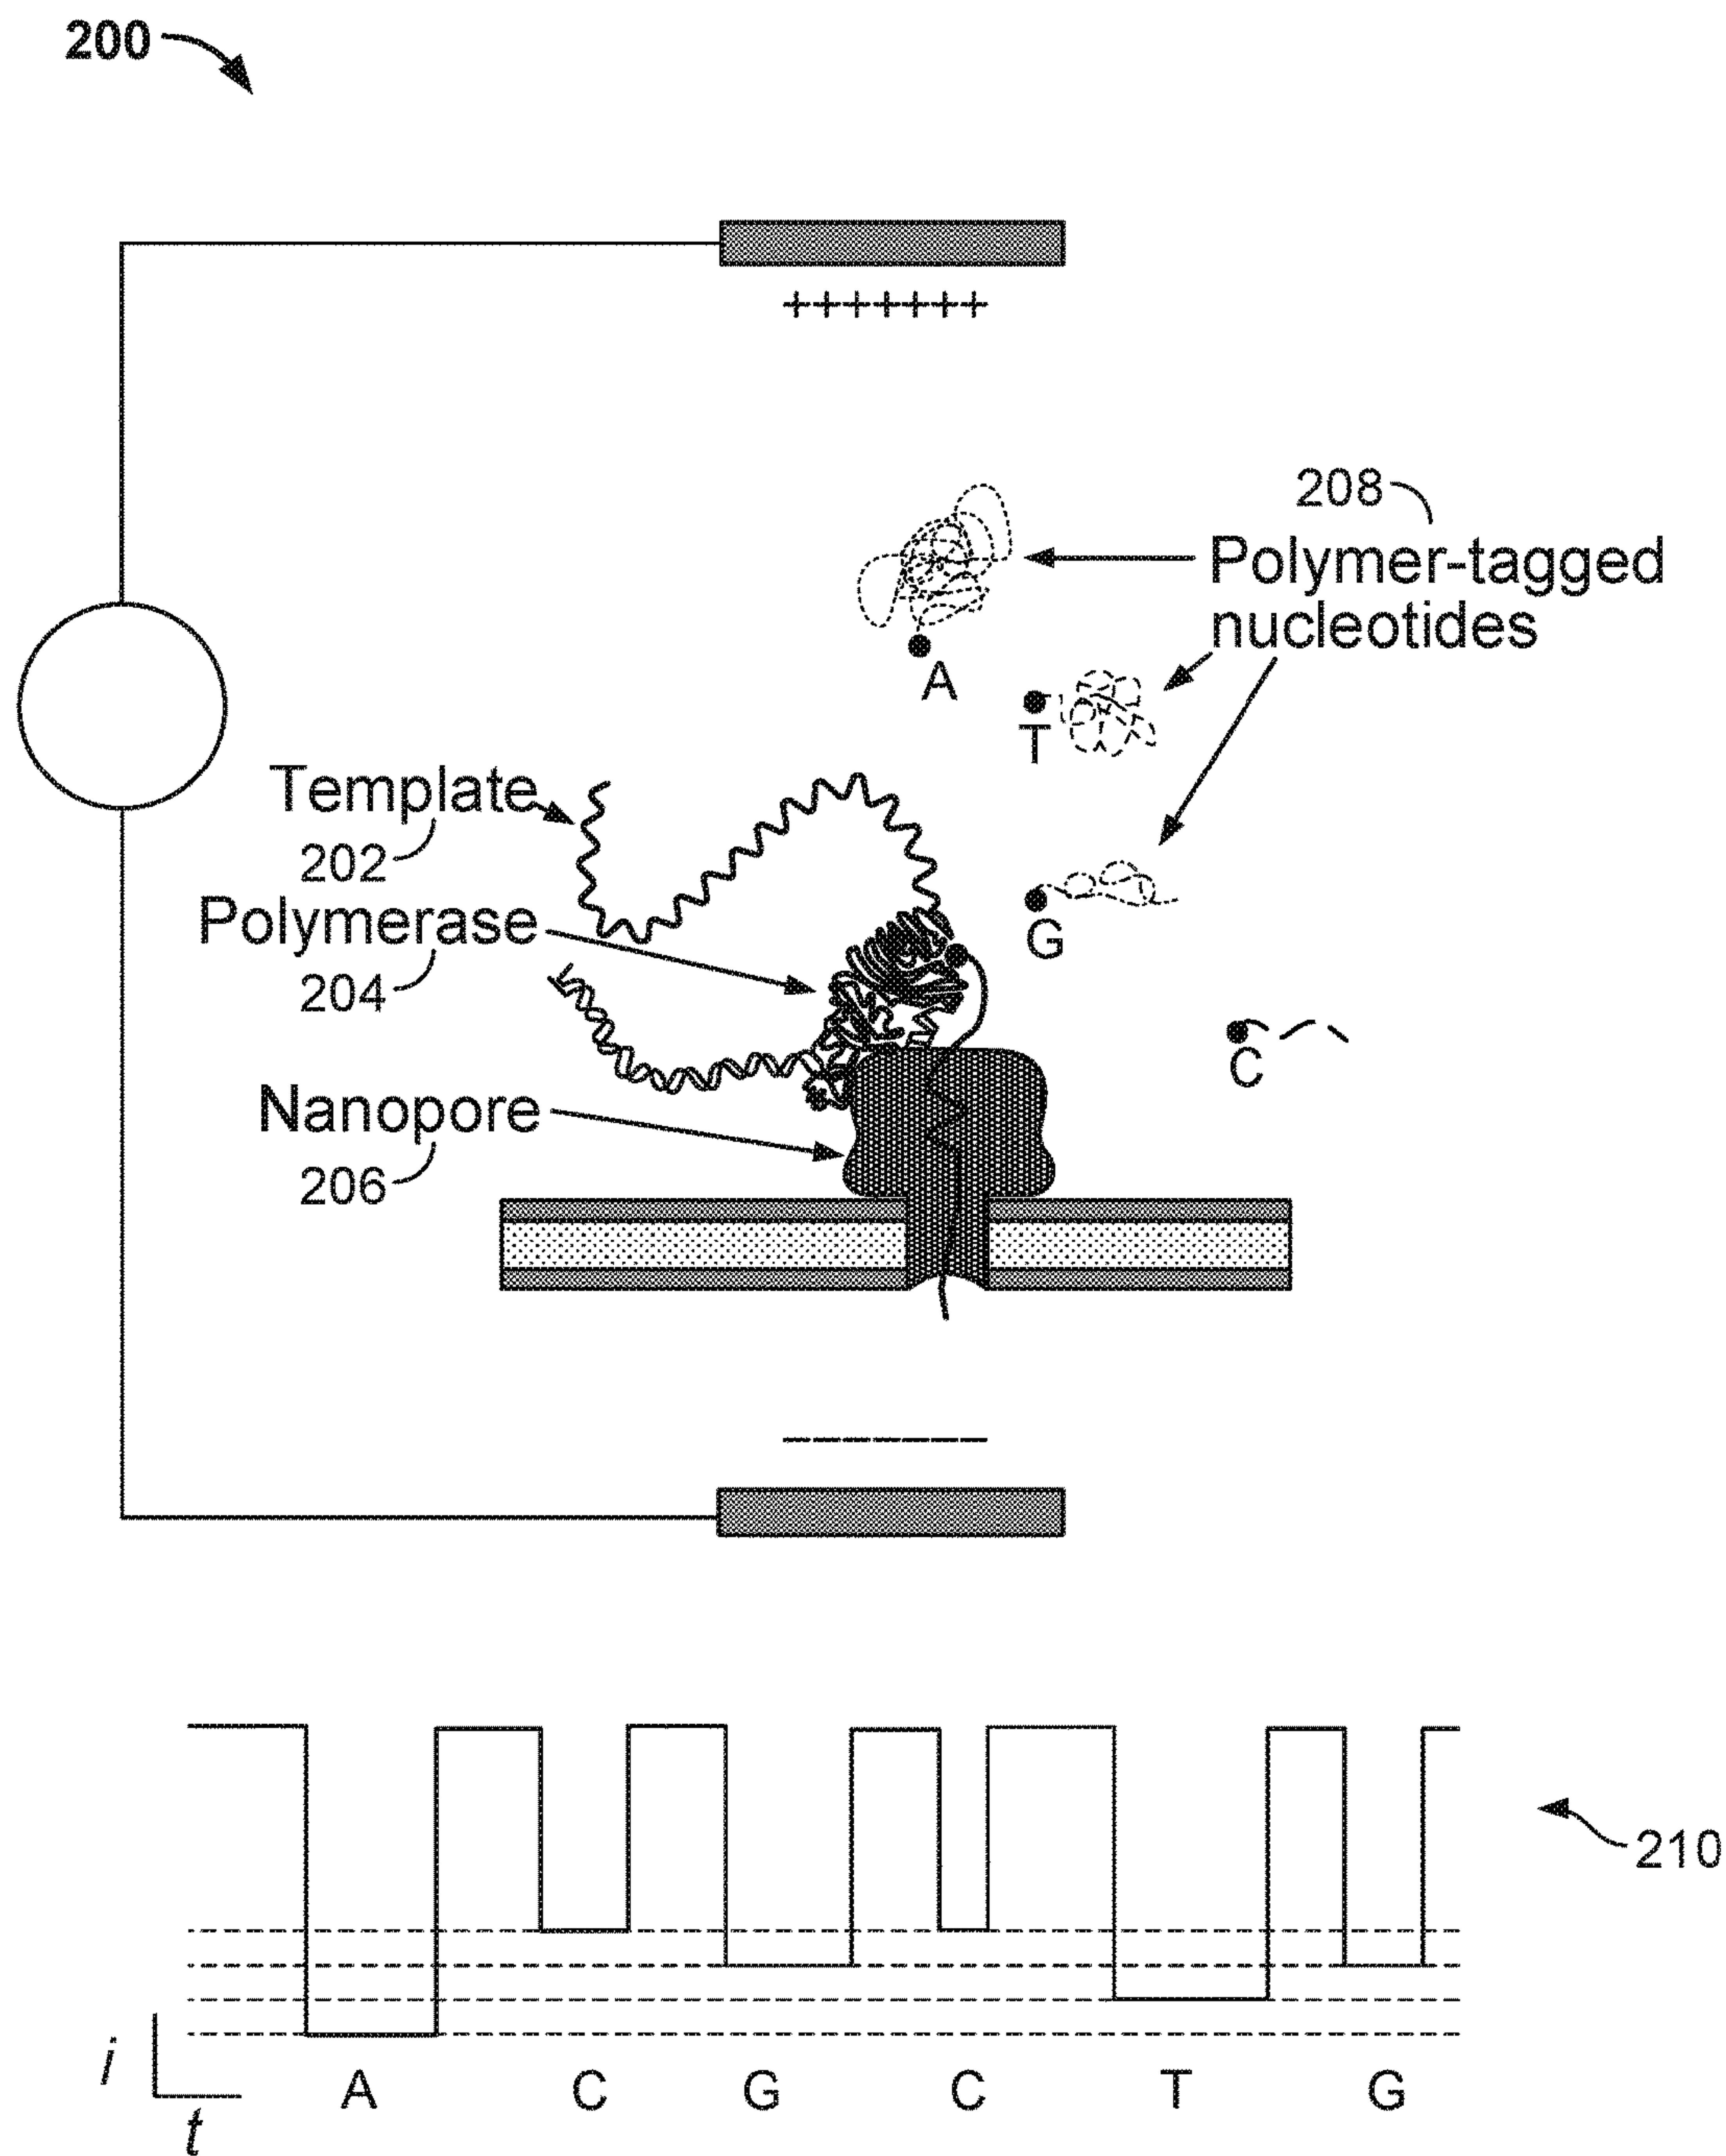 200
+++++++
208
Polymer-tagged
nucleotides
A
T
Template
202
Polymerase
204
G
C
Nanopore
206
-------
210
i
t
A C G C T G